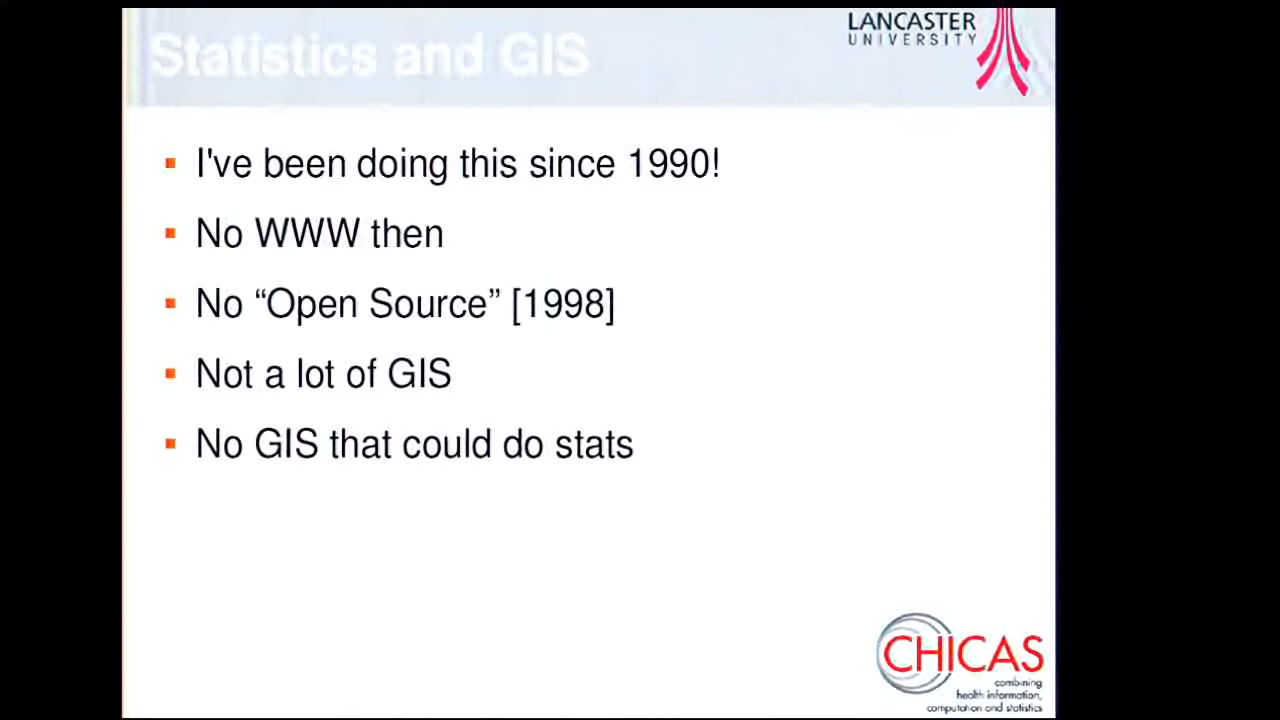 Statistics and GIS
LANCASTER
UNIVERSITY
I've been doing this since 1990!
No WWW then
No “Open Source” [1998]
Not a lot of GIS
No GIS that could do stats
CHICAS
combining
health information,
computation and statistics